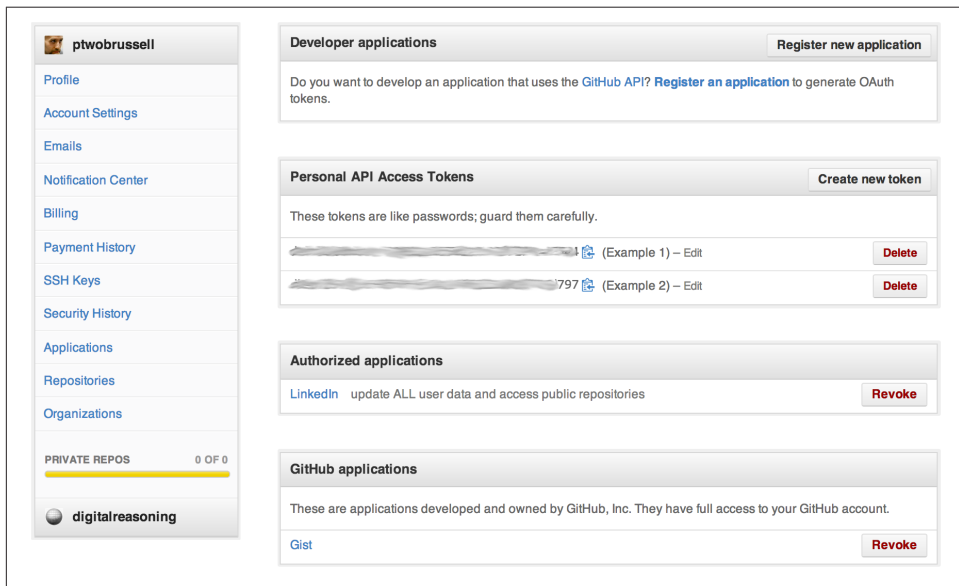 ptwobrussell
Profile
Account Settings
Emails
Notification Center
Billing
Payment History
SSH Keys
Security History
Applications
Repositories
Organizations
PRIVATE REPOS 0 OF 0
digitalreasoning
Developer applications
Register new application
Do you want to develop an application that uses the GitHub API? Register an application to generate OAuth
tokens.
Personal API Access Tokens
Create new token
These tokens are like passwords; guard them carefully.
(Example 1) – Edit
Delete
797 (Example 2) – Edit
Delete
Authorized applications
LinkedIn update ALL user data and access public repositories
Revoke
GitHub applications
These are applications developed and owned by GitHub, Inc. They have full access to your GitHub account.
Gist
Revoke